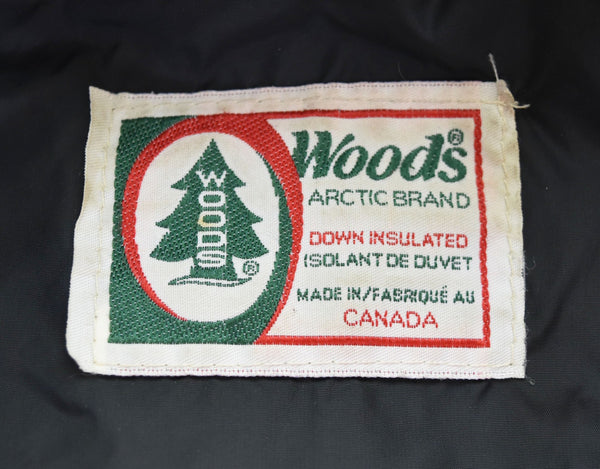 WOODS
®
Woods®
ARCTIC BRAND
DOWN INSULATED
ISOLANT DE DUVET
MADE IN/FABRIQUÉ AU
CANADA